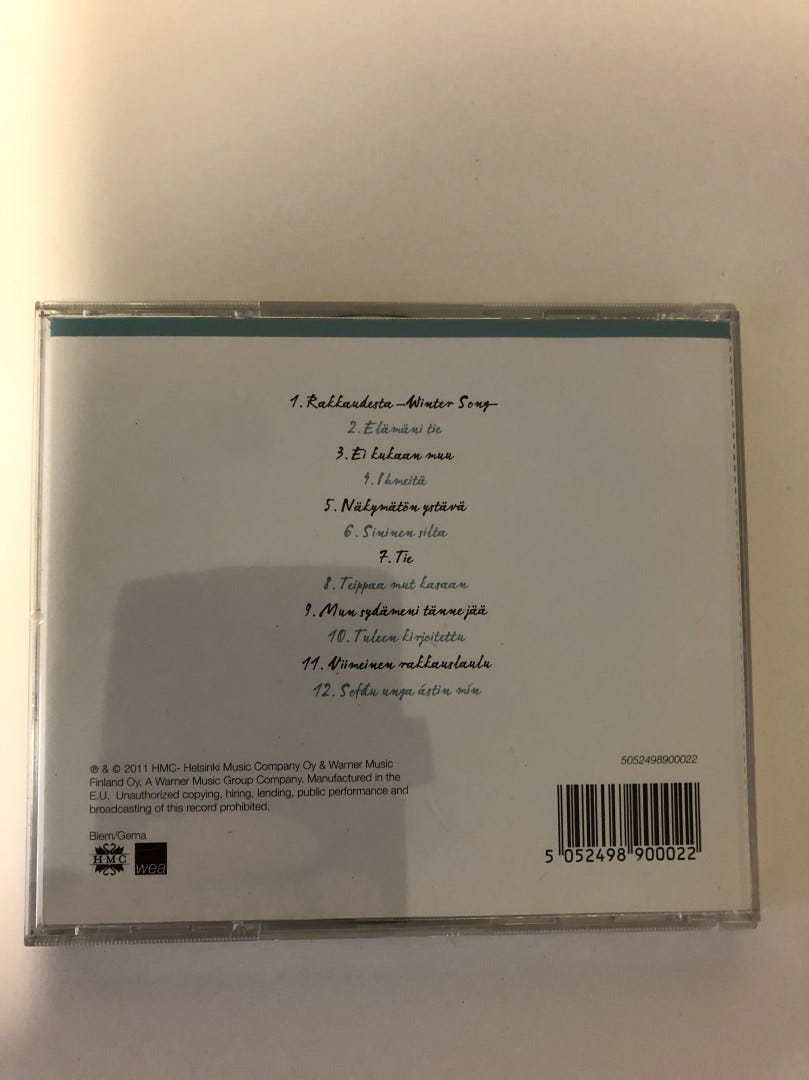 1. Rakkaudesta – Winter Song
2. Elämäni tie
3. Ei kukaan muu
4. Ihmeitä
5. Näkymätön ystävä
6. Sininen silta
7. Tie
8. Teippaa mut kasaan
9. Mun sydämeni tänne jää
10. Tuleen kirjoitettu
11. Viimeinen rakkauslaulu
12. Sofðu unga ástin mín
℗ & © 2011 HMC- Helsinki Music Company Oy & Warner Music
Finland Oy, A Warner Music Group Company. Manufactured in the
E.U. Unauthorized copying, hiring, lending, public performance and
broadcasting of this record prohibited.
Biem/Gema
HMC wea
5052498900022
5 052498 900022